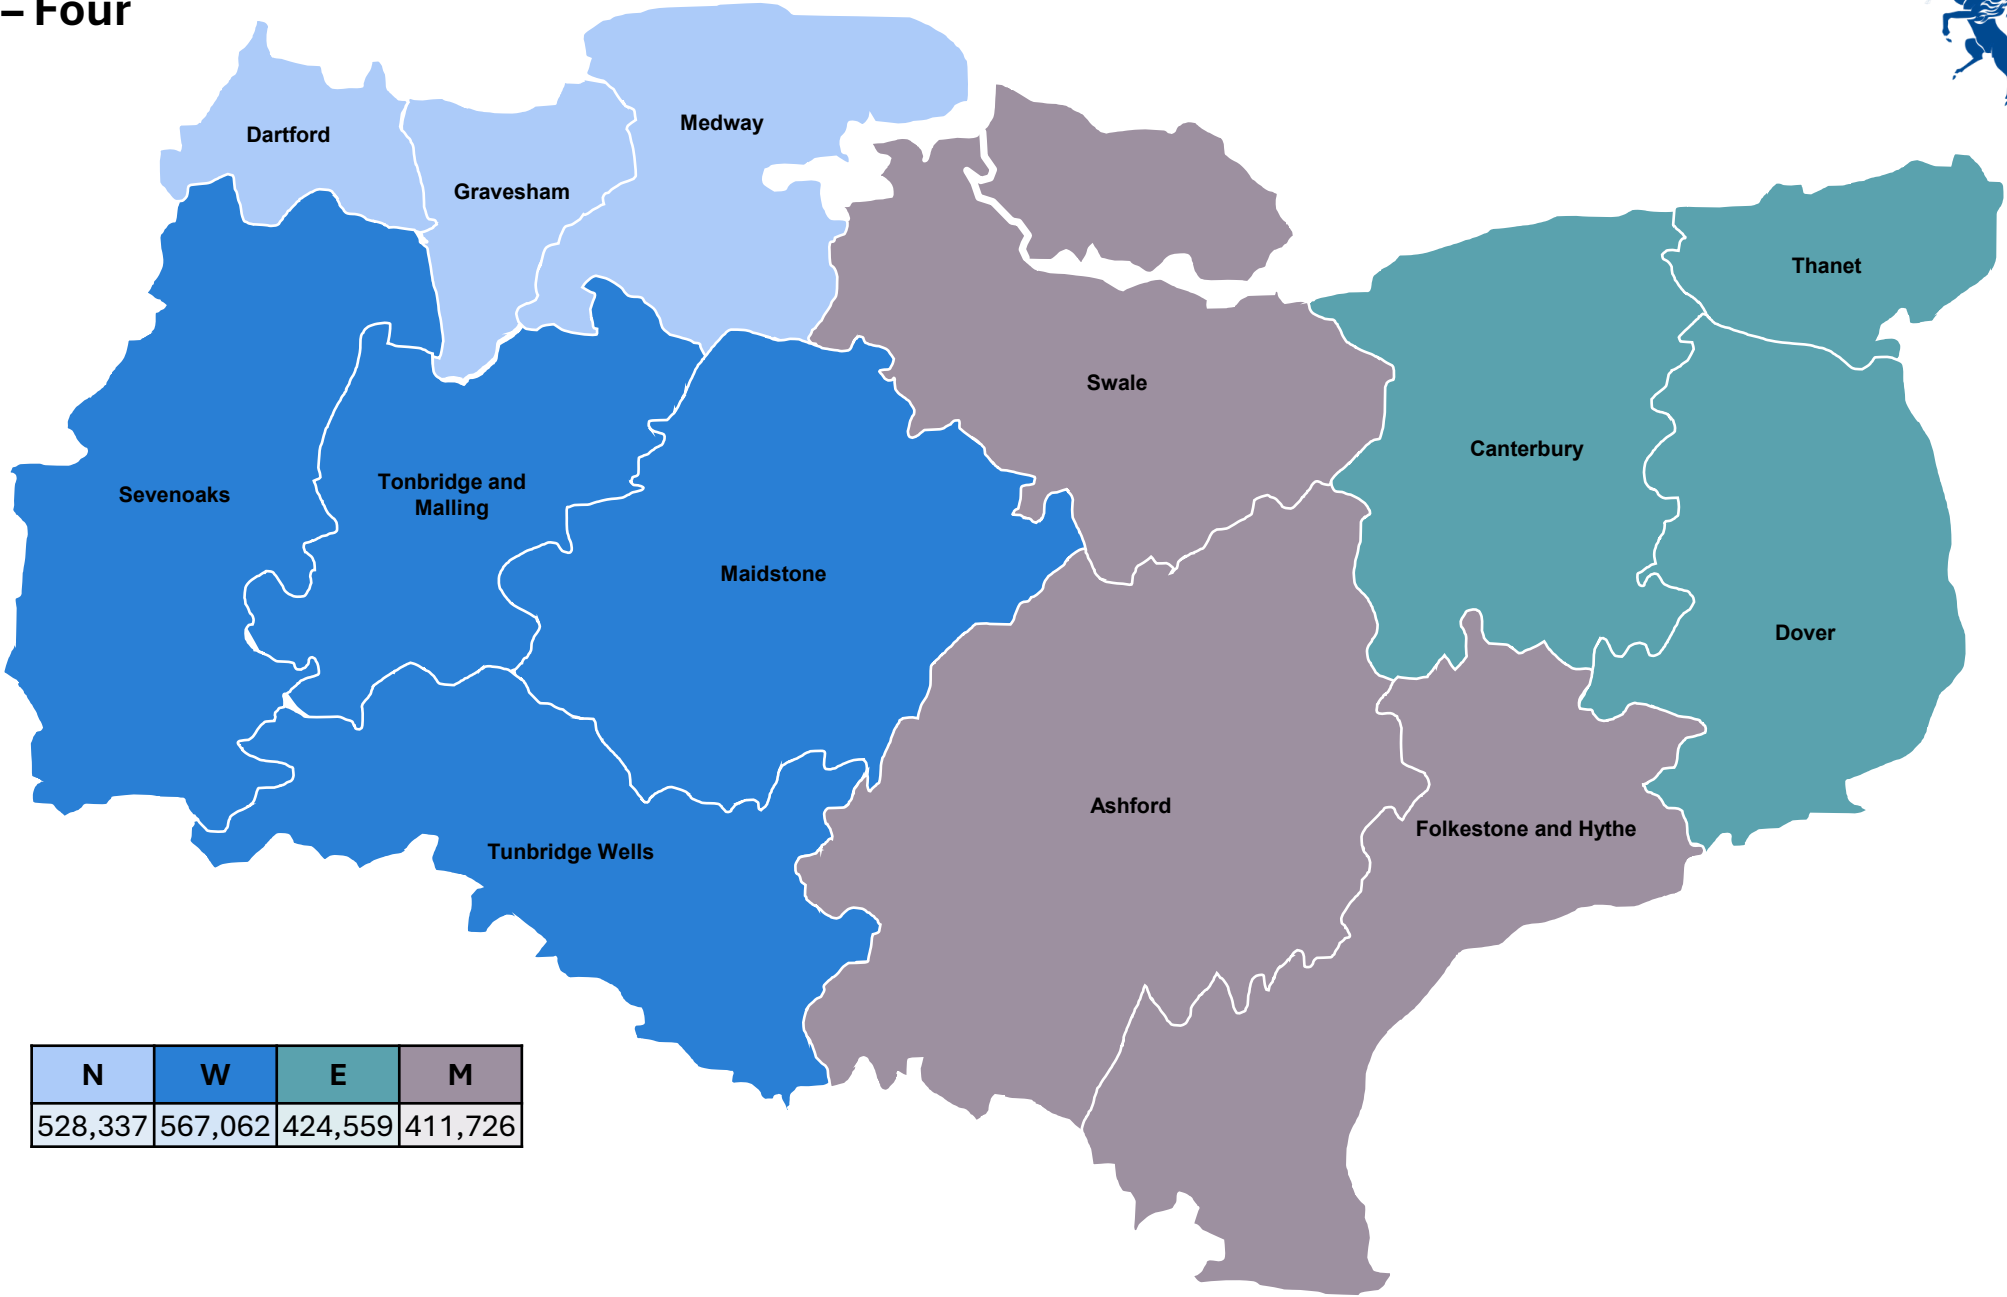 – Four
Dartford
Gravesham
Medway
Thanet
Swale
Canterbury
Sevenoaks
Tonbridge and
Malling
Maidstone
Dover
Ashford
Folkestone and Hythe
Tunbridge Wells
N W E M
528,337 567,062 424,559 411,726